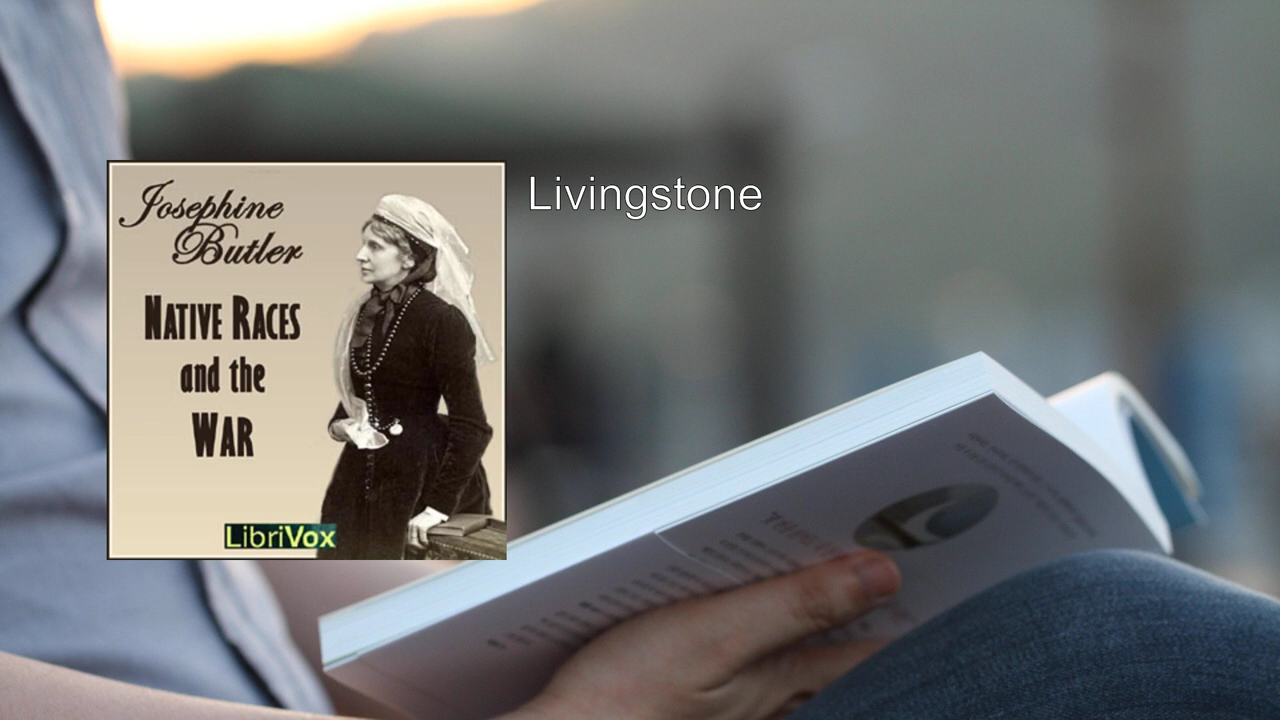 Josephine
Butler
NATIVE RACES
and the
WAR
LibriVox
Livingstone